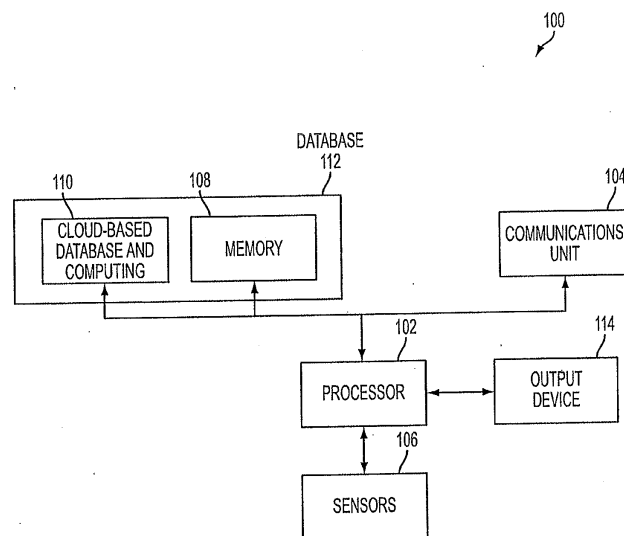 100
DATABASE
112
110
108
104
CLOUD-BASED
DATABASE AND
COMPUTING
MEMORY
COMMUNICATIONS
UNIT
102
114
PROCESSOR
OUTPUT
DEVICE
106
SENSORS